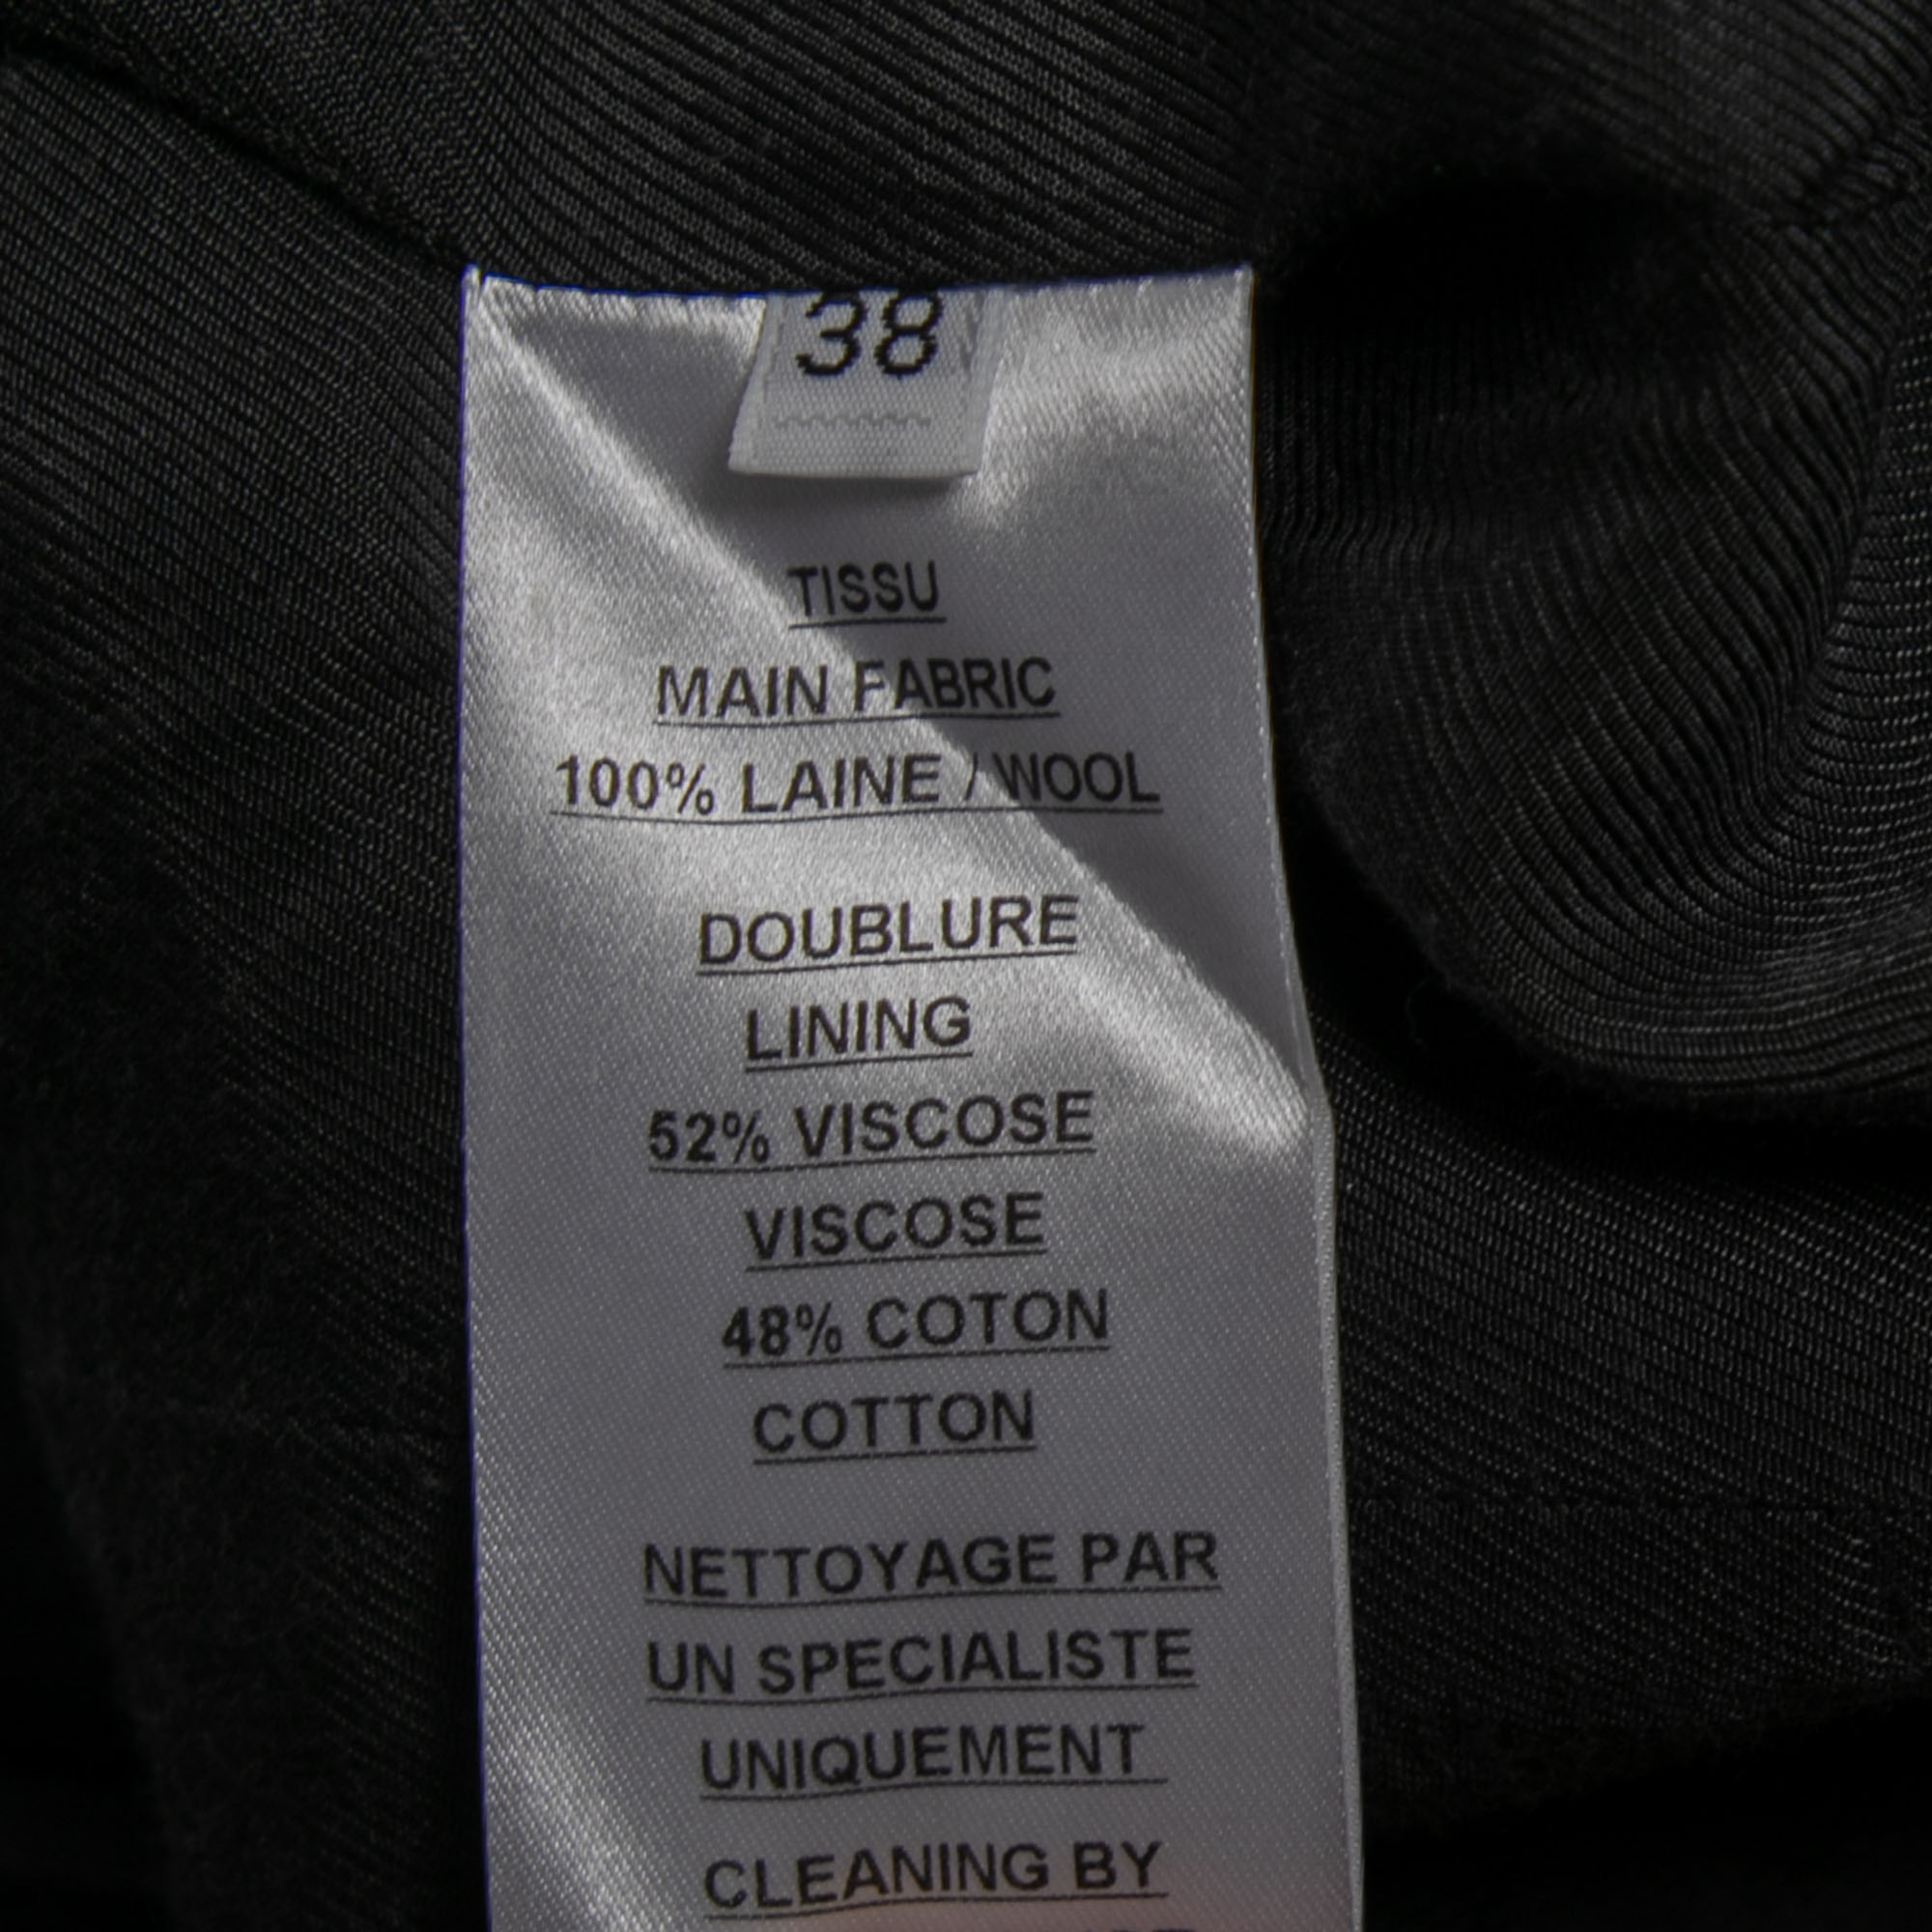 38
TISSU
MAIN FABRIC
100% LAINE / WOOL
DOUBLURE
LINING
52% VISCOSE
VISCOSE
48% COTON
COTTON
NETTOYAGE PAR
UN SPECIALISTE
UNIQUEMENT
CLEANING BY